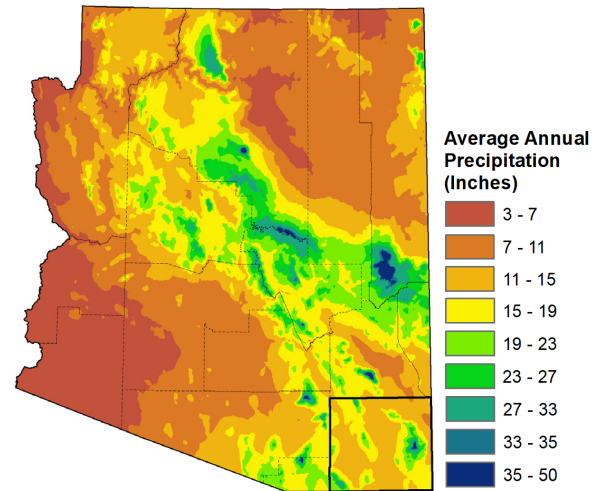 Average Annual
Precipitation
(Inches)
3 - 7
7 - 11
11 - 15
15 - 19
19 - 23
23 - 27
27 - 33
33 - 35
35 - 50